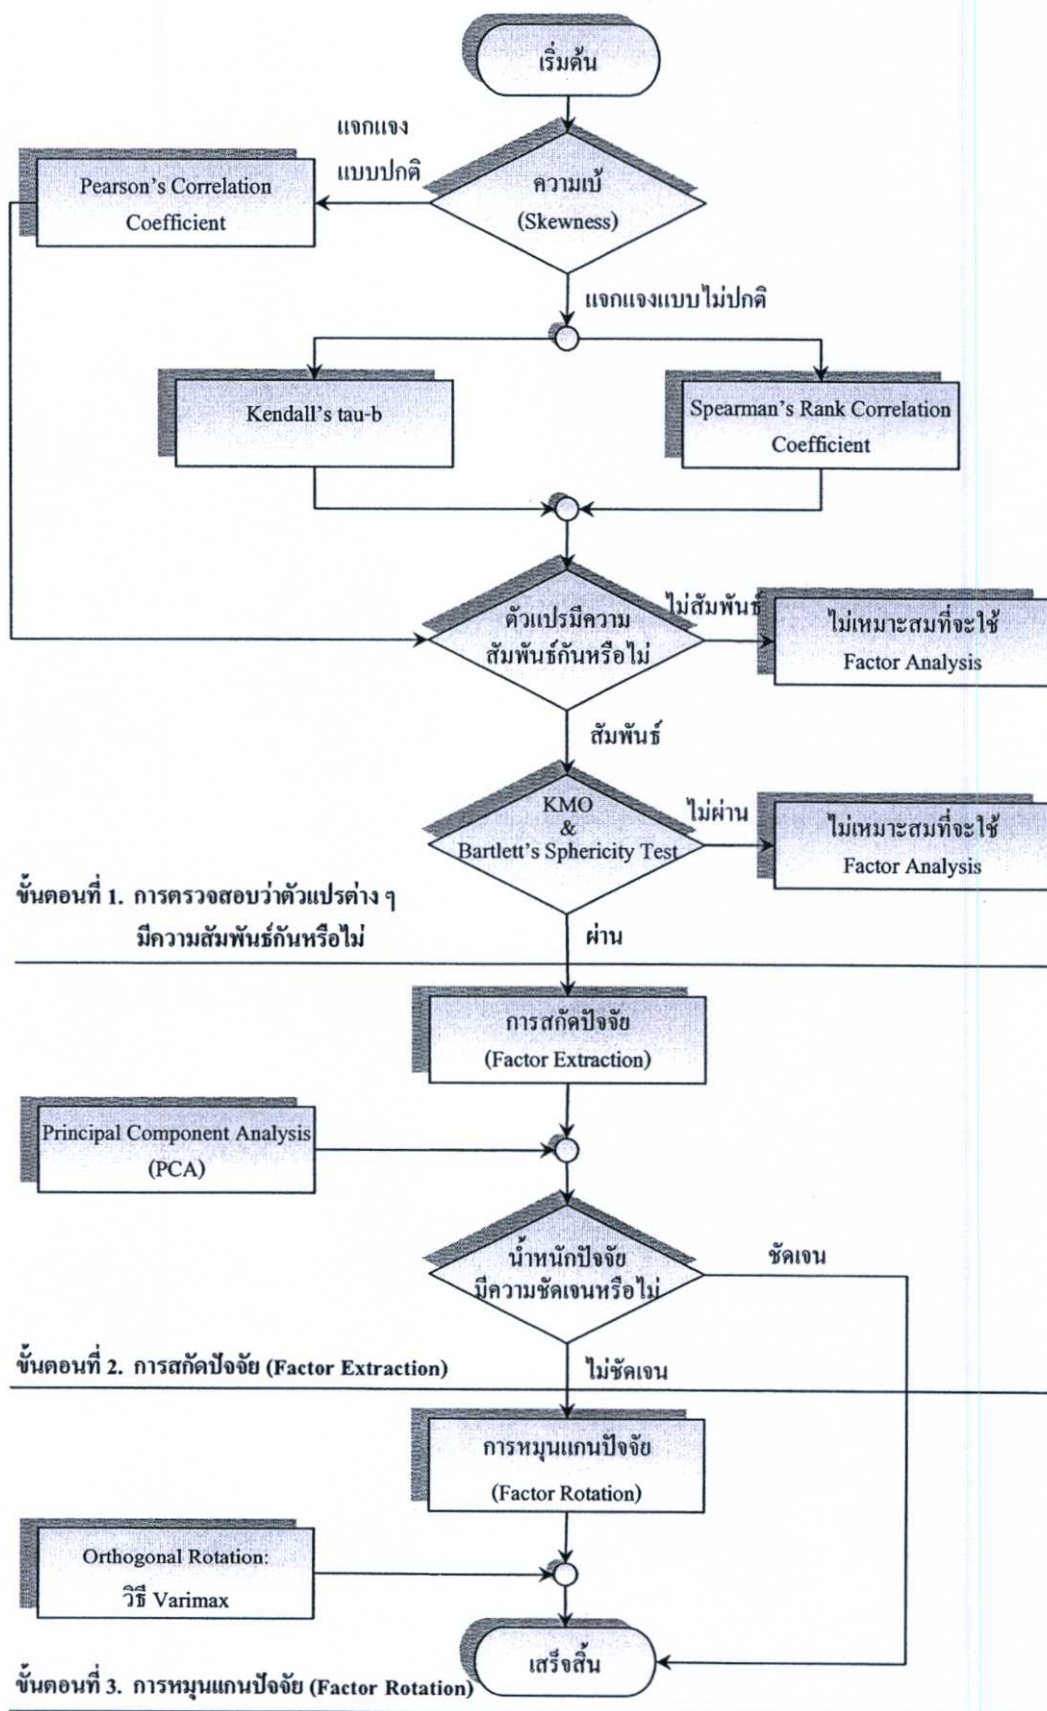 เริ่มต้น
แจกแจง
แบบปกติ
Pearson's Correlation
Coefficient
ความเบ้
(Skewness)
แจกแจงแบบไม่ปกติ
Kendall's tau-b
Spearman's Rank Correlation
Coefficient
ตัวแปรมีความ
สัมพันธ์กันหรือไม่
ไม่สัมพันธ์
ไม่เหมาะสมที่จะใช้
Factor Analysis
สัมพันธ์
KMO
&
Bartlett's Sphericity Test
ไม่ผ่าน
ไม่เหมาะสมที่จะใช้
Factor Analysis
ขั้นตอนที่ 1. การตรวจสอบว่าตัวแปรต่าง ๆ
มีความสัมพันธ์กันหรือไม่
ผ่าน
การสกัดปัจจัย
(Factor Extraction)
Principal Component Analysis
(PCA)
น้ำหนักปัจจัย
มีความชัดเจนหรือไม่
ชัดเจน
ขั้นตอนที่ 2. การสกัดปัจจัย (Factor Extraction)
ไม่ชัดเจน
การหมุนแกนปัจจัย
(Factor Rotation)
Orthogonal Rotation:
วิธี Varimax
เสร็จสิ้น
ขั้นตอนที่ 3. การหมุนแกนปัจจัย (Factor Rotation)